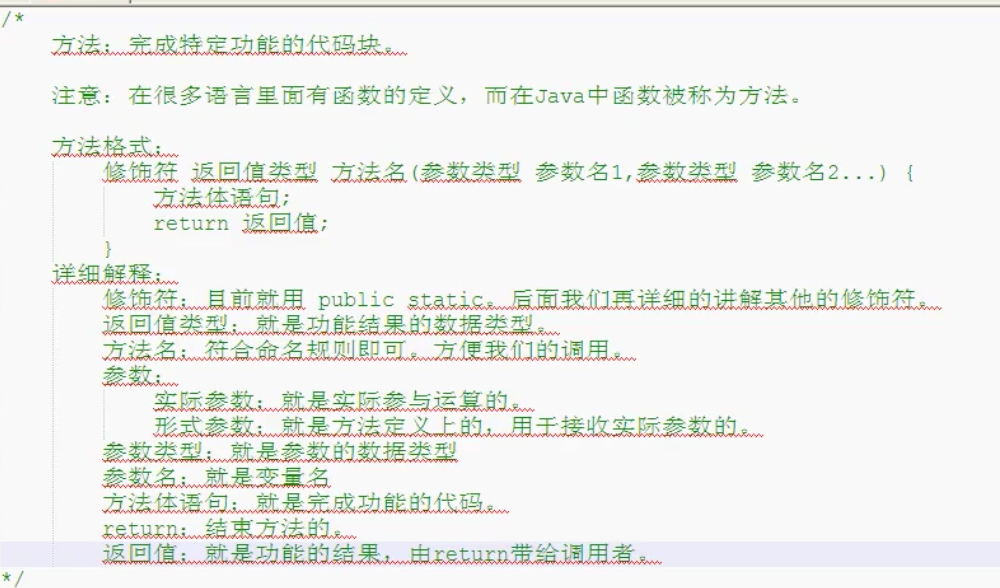 /*
方法：完成特定功能的代码块。
注意：在很多语言里面有函数的定义，而在Java中函数被称为方法。
方法格式：
修饰符 返回值类型 方法名(参数类型 参数名1,参数类型 参数名2...) {
方法体语句;
return 返回值;
}
详细解释：
修饰符：目前就用 public static。后面我们再详细的讲解其他的修饰符。
返回值类型：就是功能结果的数据类型。
方法名：符合命名规则即可。方便我们的调用。
参数：
实际参数：就是实际参与运算的。
形式参数：就是方法定义上的，用于接收实际参数的。
参数类型：就是参数的数据类型
参数名：就是变量名
方法体语句：就是完成功能的代码。
return：结束方法的。
返回值：就是功能的结果，由return带给调用者。
*/